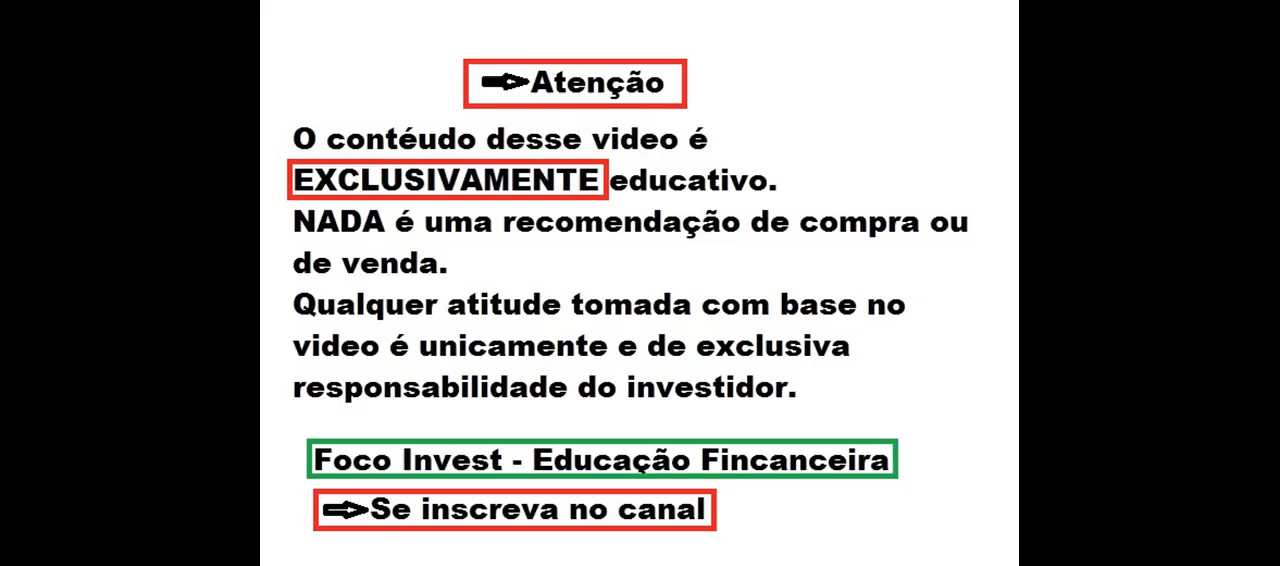 Atenção
O contéudo desse video é
EXCLUSIVAMENTE educativo.
NADA é uma recomendação de compra ou
de venda.
Qualquer atitude tomada com base no
video é unicamente e de exclusiva
responsabilidade do investidor.
Foco Invest - Educação Fincanceira
Se inscreva no canal